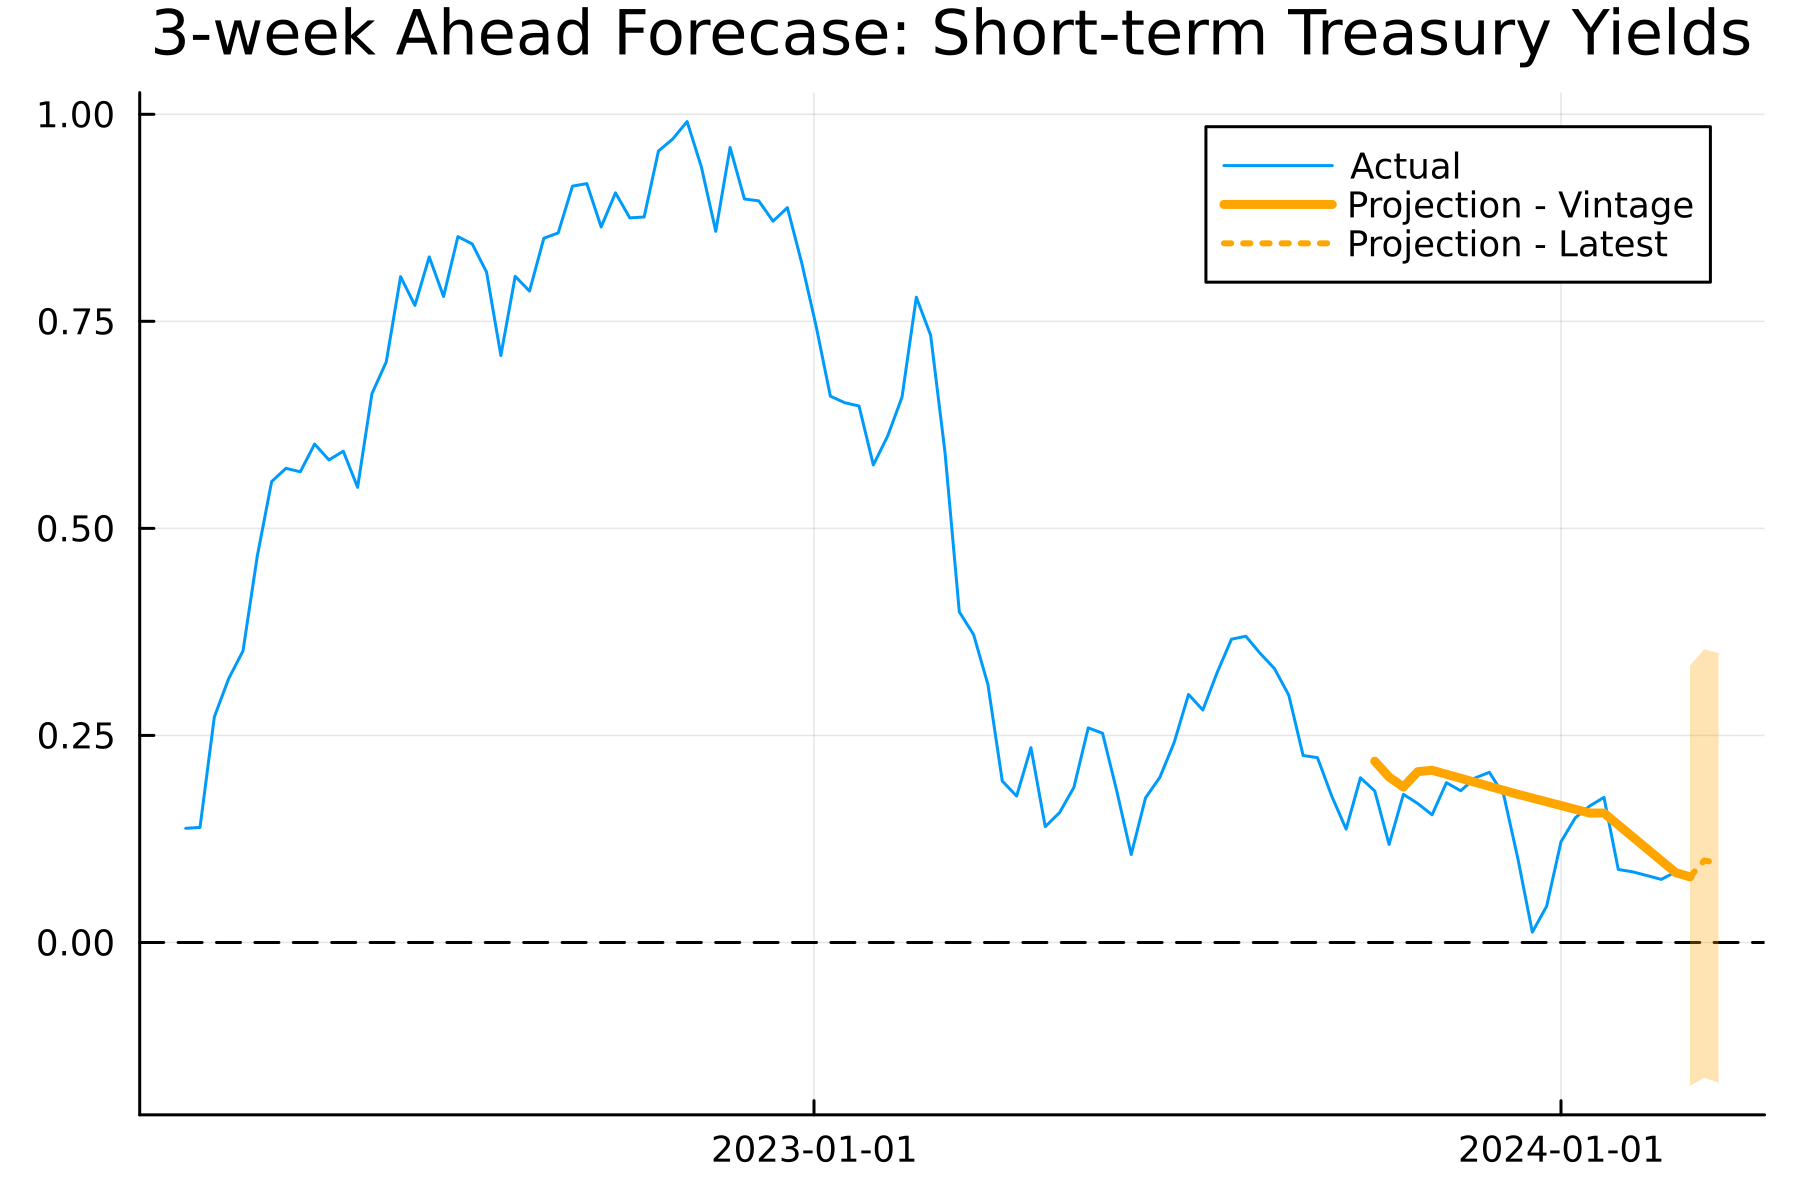 3-week Ahead Forecase: Short-term Treasury Yields
1.00
Actual
Projection - Vintage
Projection - Latest
0.75
0.50
0.25
0.00
2023-01-01
2024-01-01